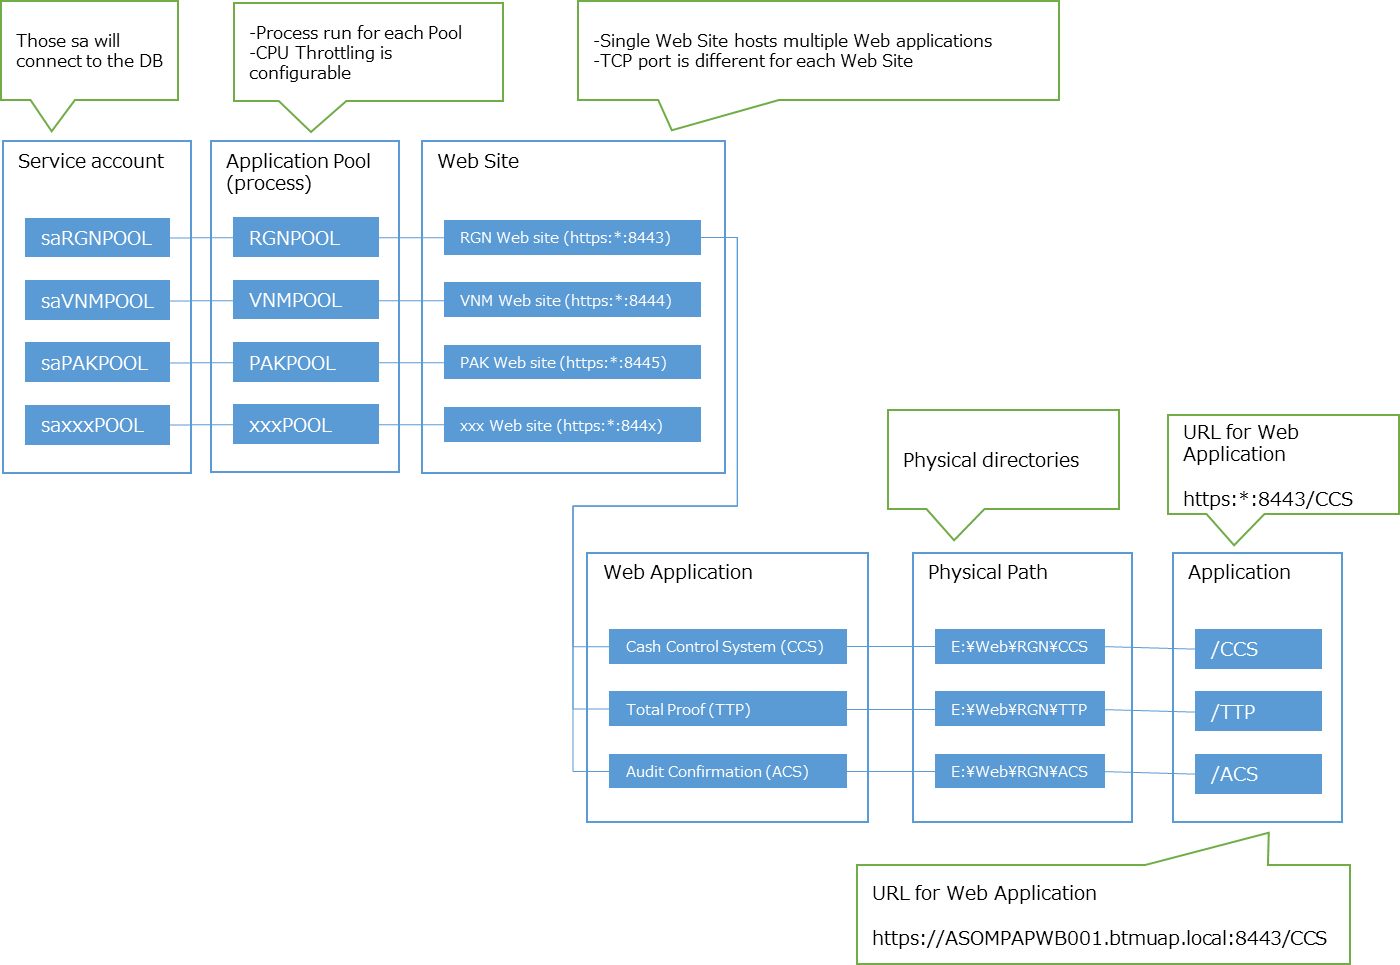 Those sa will
connect to the DB
-Process run for each Pool
-CPU Throttling is
configurable
-Single Web Site hosts multiple Web applications
-TCP port is different for each Web Site
Service account
saRGNPOOL
saVNMPOOL
saPAKPOOL
saxxxPOOL
Application Pool
(process)
RGNPOOL
VNMPOOL
PAKPOOL
xxxPOOL
Web Site
RGN Web site (https:*:8443)
VNM Web site (https:*:8444)
PAK Web site (https:*:8445)
xxx Web site (https:*:844x)
Physical directories
URL for Web
Application
https:*:8443/CCS
Web Application
Cash Control System (CCS)
Total Proof (TTP)
Audit Confirmation (ACS)
Physical Path
E:¥Web¥RGN¥CCS
E:¥Web¥RGN¥TTP
E:¥Web¥RGN¥ACS
Application
/CCS
/TTP
/ACS
URL for Web Application
https://ASOMPAPWB001.btmuap.local:8443/CCS